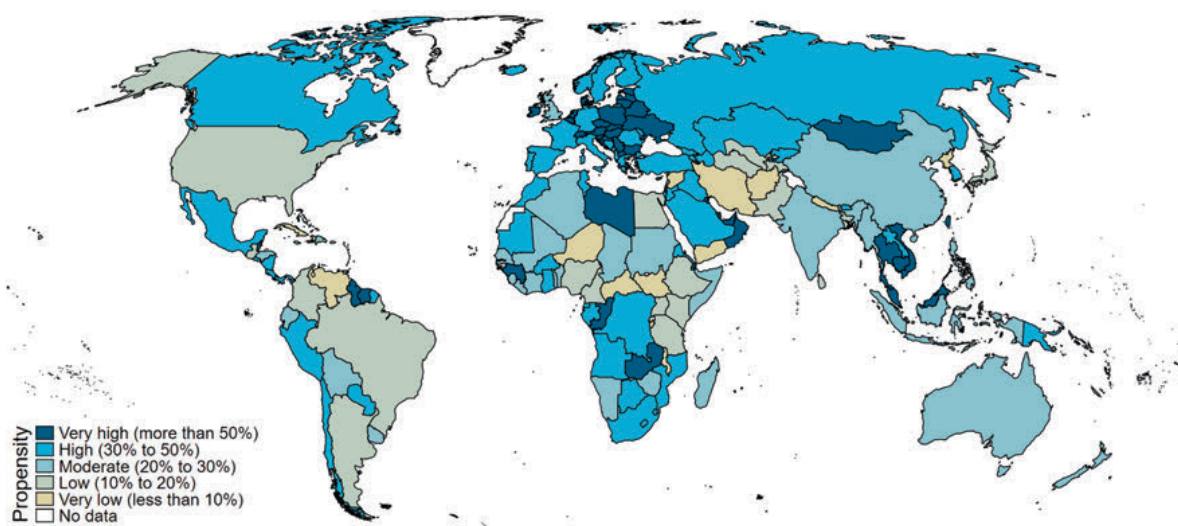 Propensity
Very high (more than 50%)
High (30% to 50%)
Moderate (20% to 30%)
Low (10% to 20%)
Very low (less than 10%)
No data